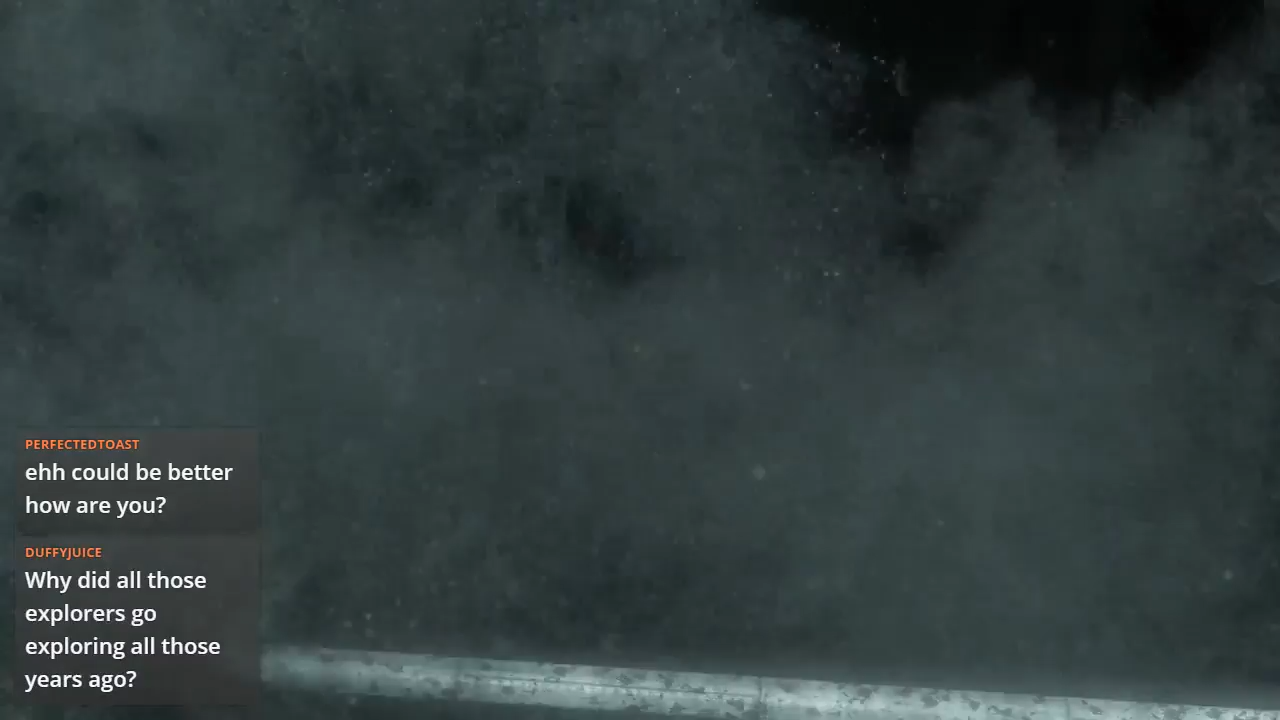 PERFECTEDTOAST
ehh could be better
how are you?
DUFFYJUICE
Why did all those
explorers go
exploring all those
years ago?